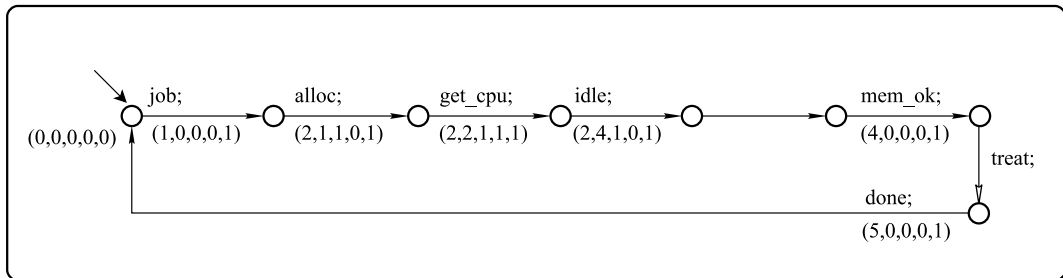 job;
alloc;
get_cpu;
idle;
mem_ok;
(0,0,0,0,0)
(1,0,0,0,1)
(2,1,1,0,1)
(2,2,1,1,1)
(2,4,1,0,1)
(4,0,0,0,1)
treat;
done;
(5,0,0,0,1)